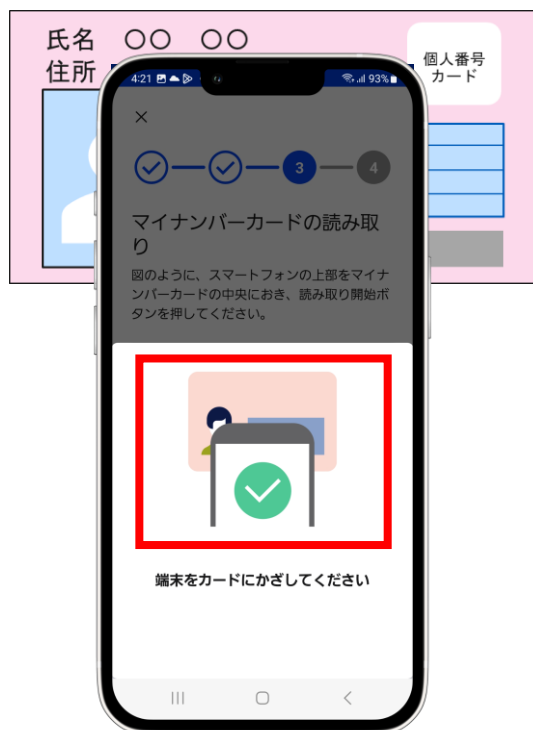 氏名 〇〇 〇〇
住所
個人番号
カード
4:21 93%
3
4
マイナンバーカードの読み取
り
図のように、スマートフォンの上部をマイナ
ンバーカードの中央におき、読み取り開始ボ
タンを押してください。
端末をカードにかざしてください